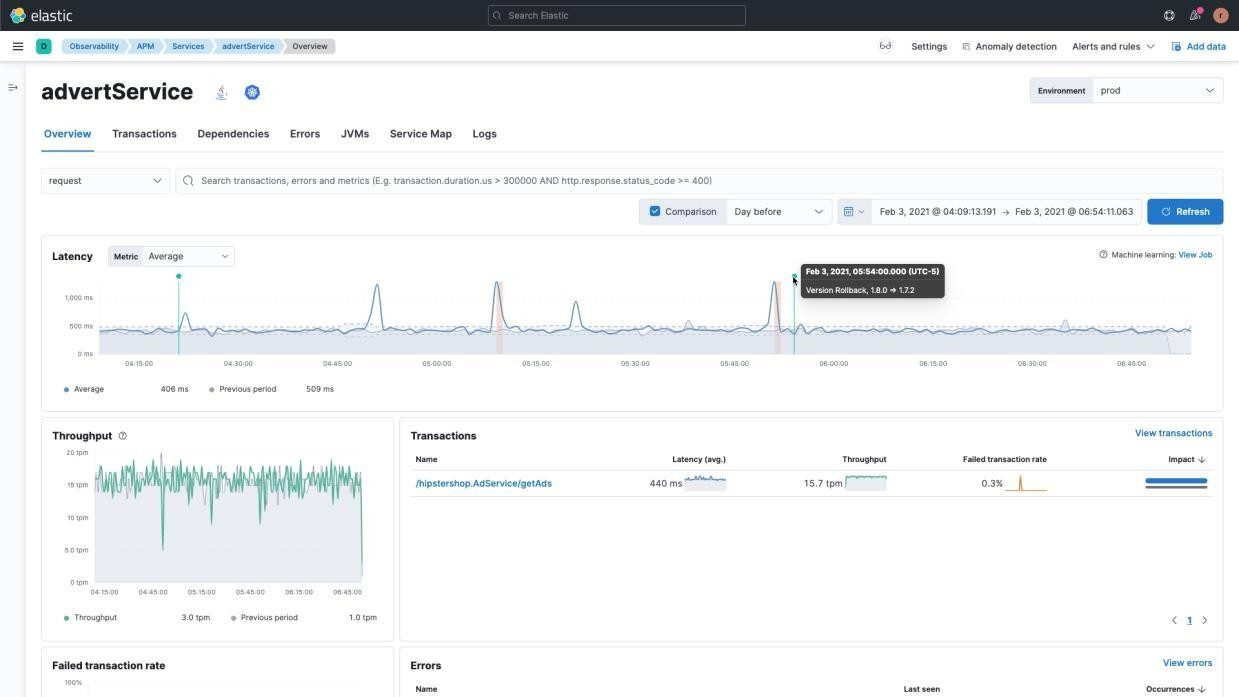 elastic
Search Elastic
r
D
Observability
APM
Services
advertService
Overview
Settings
Anomaly detection
Alerts and rules
Add data
advertService
Environment
prod
Overview
Transactions
Dependencies
Errors
JVMs
Service Map
Logs
request
Search transactions, errors and metrics (E.g. transaction.duration.us > 300000 AND http.response.status_code >= 400)
Comparison
Day before
Feb 3, 2021 @ 04:09:13.191 → Feb 3, 2021 @ 06:54:11.063
Refresh
Latency
Metric
Average
Machine learning: View Job
Feb 3, 2021, 05:54:00.000 (UTC-5)
Version Rollback, 1.8.0 => 1.7.2
1,000 ms
500 ms
0 ms
04:15:00
04:30:00
04:45:00
05:00:00
05:15:00
05:30:00
05:45:00
06:00:00
06:15:00
06:30:00
06:45:00
Average 406 ms
Previous period 509 ms
Throughput
20 tpm
15 tpm
10 tpm
5.0 tpm
0 tpm
04:15:00
04:45:00
05:15:00
05:45:00
06:15:00
06:45:00
Throughput 3.0 tpm
Previous period 1.0 tpm
Transactions
View transactions
Name Latency (avg.) Throughput Failed transaction rate Impact
/hipstershop.AdService/getAds 440 ms 15.7 tpm 0.3%
1
Failed transaction rate
100%
Errors
View errors
Name Last seen Occurrences